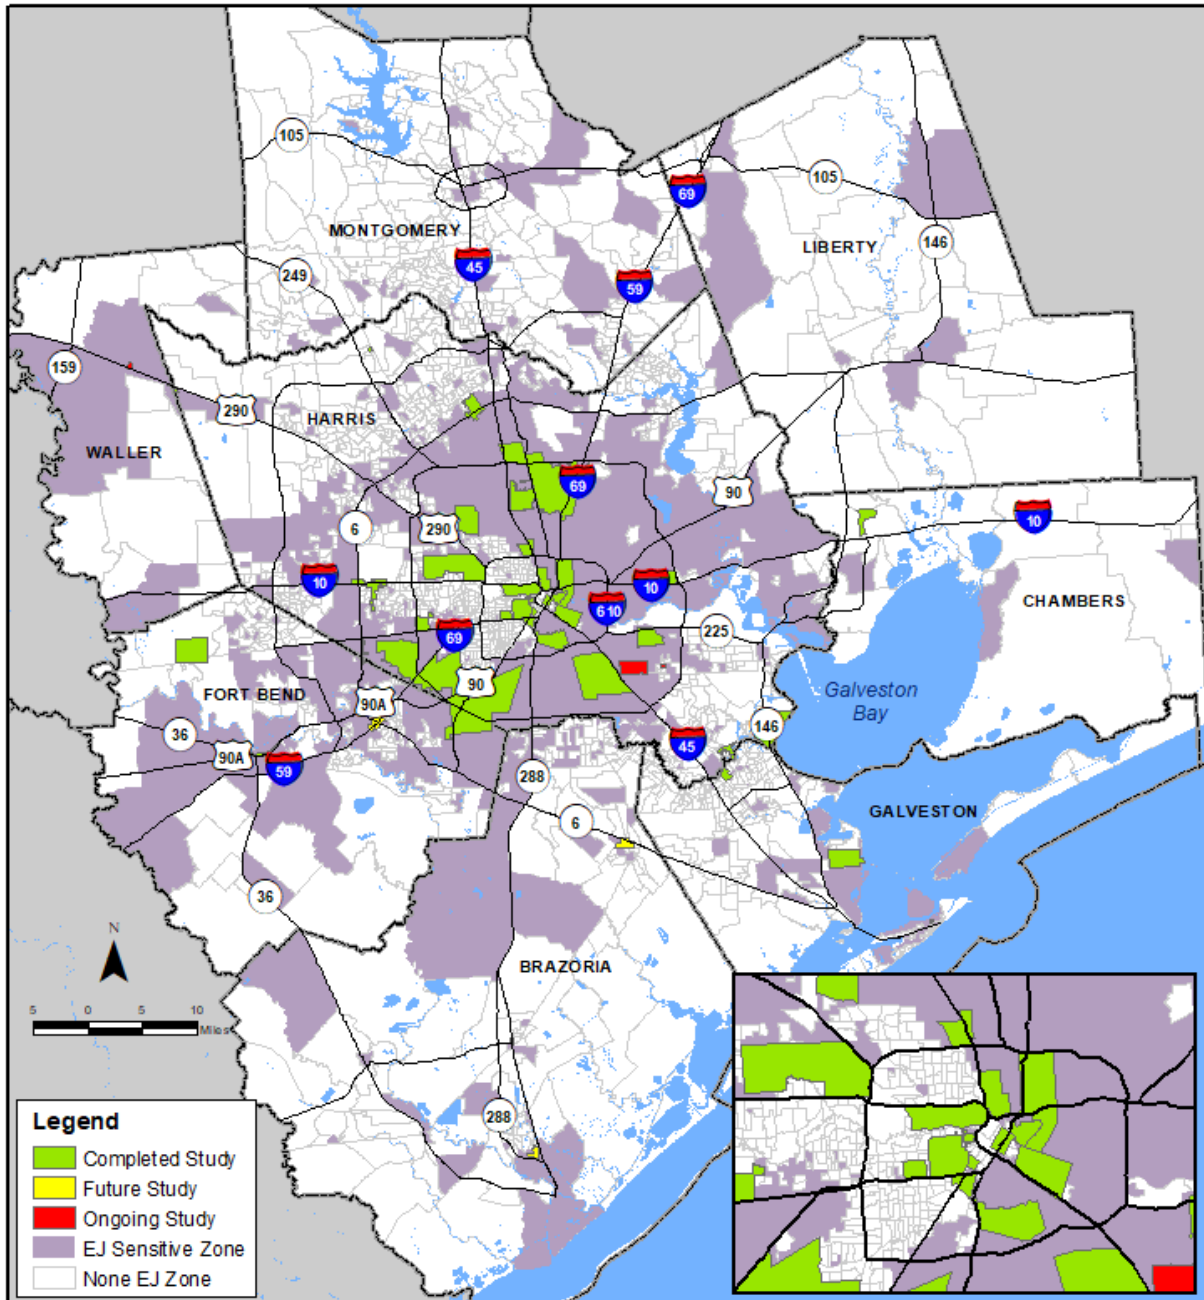 105
69
105
MONTGOMERY
LIBERTY
146
45
249
59
159
290
HARRIS
WALLER
69
90
6
290
10
10
10
6 10
CHAMBERS
225
69
FORT BEND
90
Galveston
Bay
90A
36
146
45
90A
59
288
GALVESTON
6
36
N
BRAZORIA
5 0 5 10
Miles
288
Legend
Completed Study
Future Study
Ongoing Study
EJ Sensitive Zone
None EJ Zone